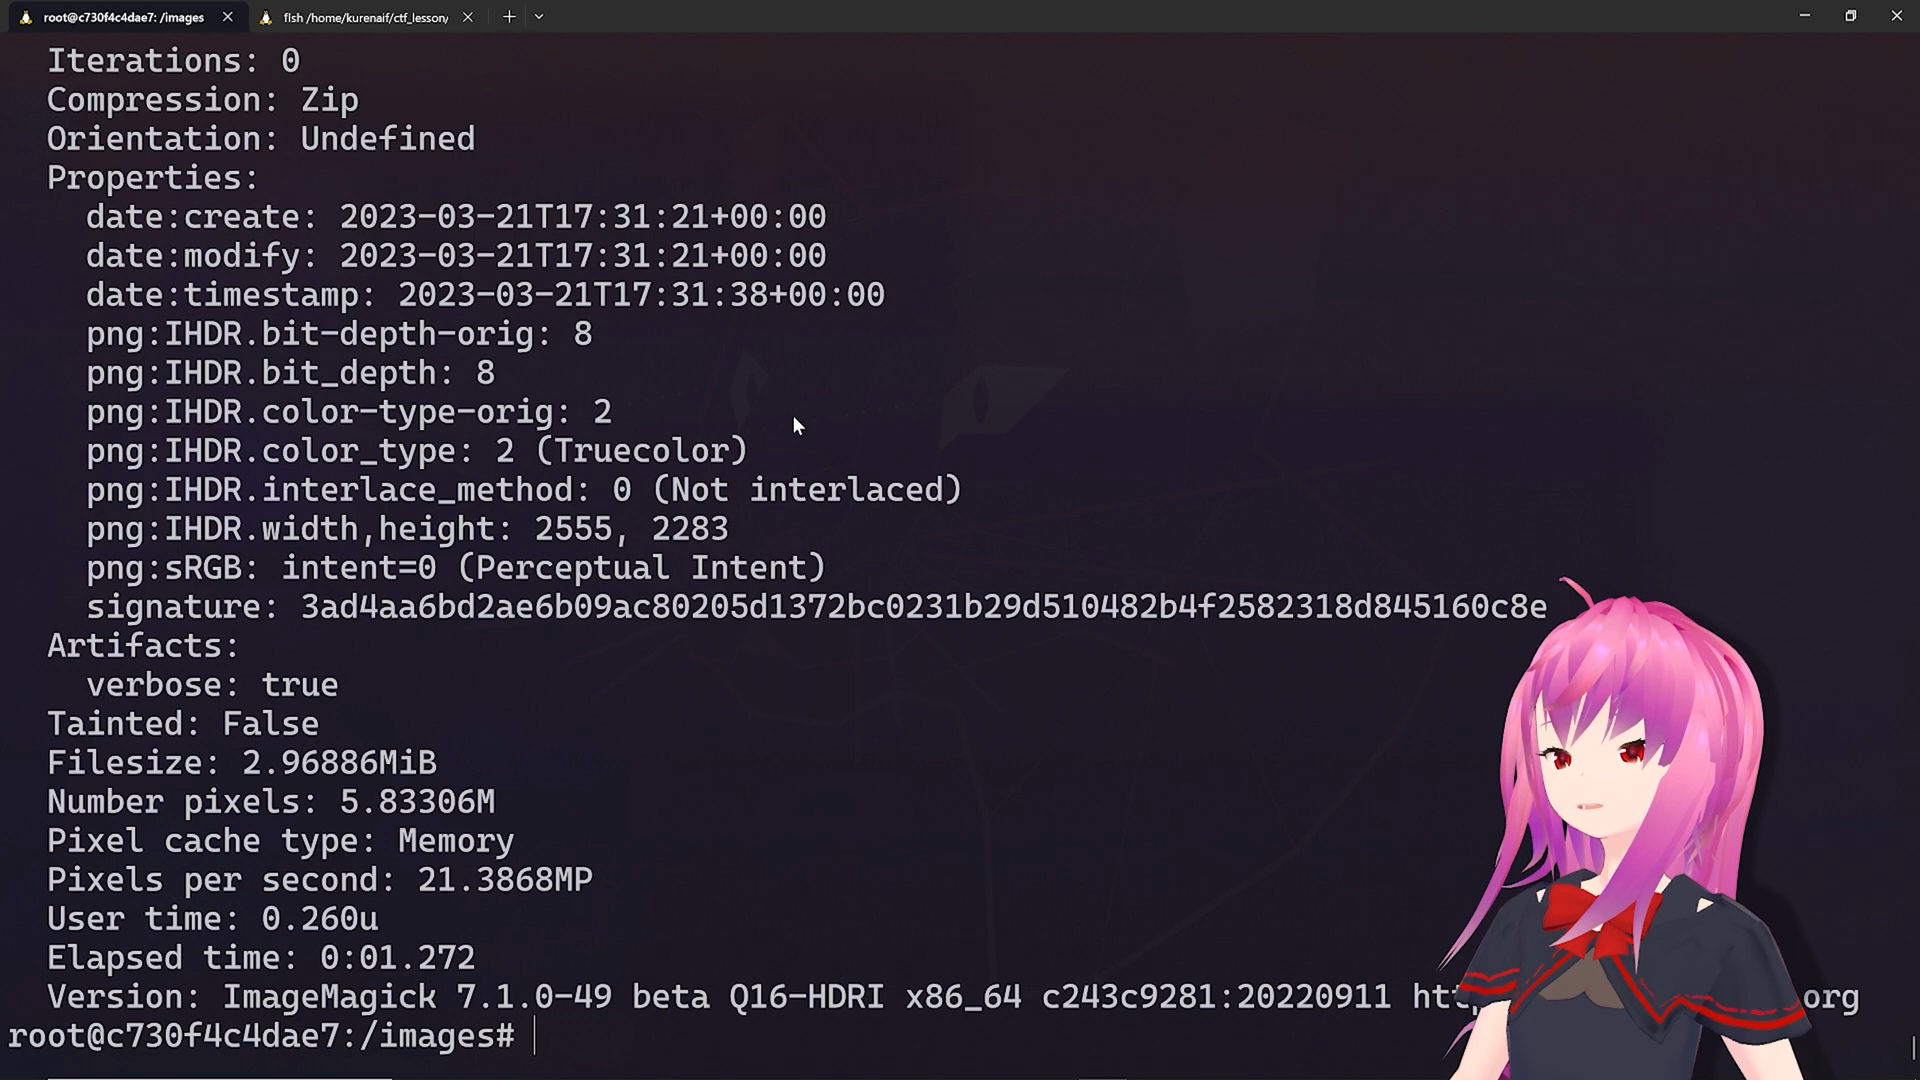 root@c730f4c4dae7: /images
fish /home/kurenaif/ctf_lesson/
Iterations: 0
Compression: Zip
Orientation: Undefined
Properties:
date:create: 2023-03-21T17:31:21+00:00
date:modify: 2023-03-21T17:31:21+00:00
date:timestamp: 2023-03-21T17:31:38+00:00
png:IHDR.bit-depth-orig: 8
png:IHDR.bit_depth: 8
png:IHDR.color-type-orig: 2
png:IHDR.color_type: 2 (Truecolor)
png:IHDR.interlace_method: 0 (Not interlaced)
png:IHDR.width,height: 2555, 2283
png:sRGB: intent=0 (Perceptual Intent)
signature: 3ad4aa6bd2ae6b09ac80205d1372bc0231b29d510482b4f2582318d845160c8e
Artifacts:
verbose: true
Tainted: False
Filesize: 2.96886MiB
Number pixels: 5.83306M
Pixel cache type: Memory
Pixels per second: 21.3868MP
User time: 0.260u
Elapsed time: 0:01.272
Version: ImageMagick 7.1.0-49 beta Q16-HDRI x86_64 c243c9281:20220911 org
root@c730f4c4dae7:/images#